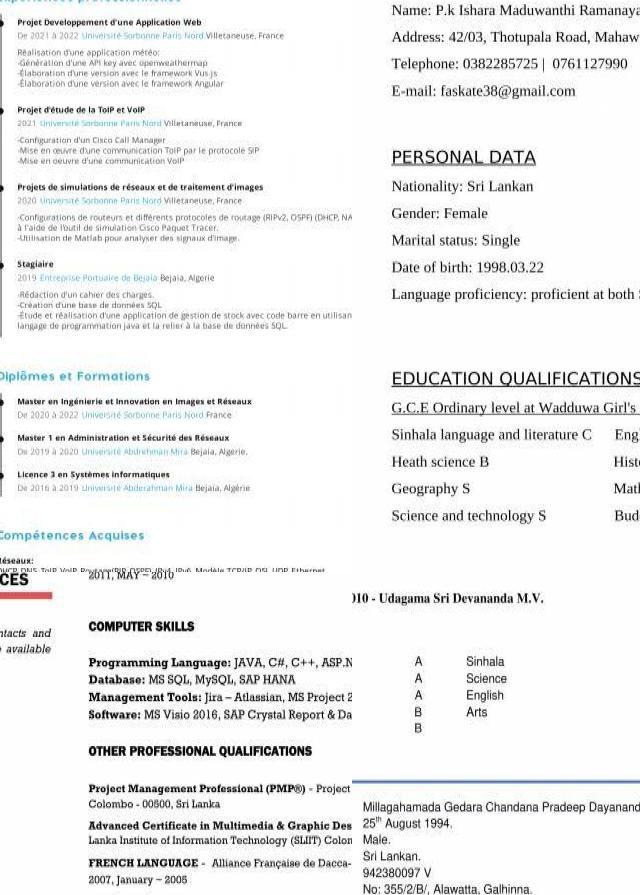 Expériences professionnelles
Projet Developpement d'une Application Web
De 2021 à 2022 Université Sorbonne Paris Nord Villetaneuse, France
Réalisation d'une application météo:
-Génération d'une API key avec openweathermap
-Élaboration d'une version avec le framework Vus.js
-Élaboration d'une version avec le framework Angular
Projet d'étude de la ToIP et VoIP
2021 Université Sorbonne Paris Nord Villetaneuse, France
-Configuration d'un Cisco Call Manager
-Mise en œuvre d'une communication ToIP par le protocole SIP
-Mise en oeuvre d'une communication VoIP
Projets de simulations de réseaux et de traitement d'images
2020 Université Sorbonne Paris Nord Villetaneuse, France
-Configurations de routeurs et différents protocoles de routage (RIPv2, OSPF) (DHCP, NA
à l'aide de l'outil de simulation Cisco Paquet Tracer.
-Utilisation de Matlab pour analyser des signaux d'image.
Stagiaire
2019 Entreprise Portuaire de Bejaia Bejaia, Algerie
-Rédaction d'un cahier des charges.
-Création d'une base de données SQL
-Étude et réalisation d'une application de gestion de stock avec code barre en utilisan
langage de programmation java et la relier à la base de données SQL.
Diplômes et Formations
Master en Ingénierie et Innovation en Images et Réseaux
De 2020 à 2022 Université Sorbonne Paris Nord France
Master 1 en Administration et Sécurité des Réseaux
De 2019 à 2020 Université Abdrehman Mira Bejaia, Algérie.
Licence 3 en Systèmes informatiques
De 2016 à 2019 Université Abderahman Mira Bejaia, Algérie
Compétences Acquises
éseaux:
Name: P.k Ishara Maduwanthi Ramanaya
Address: 42/03, Thotupala Road, Mahaw
Telephone: 0382285725 | 0761127990
E-mail: faskate38@gmail.com
PERSONAL DATA
Nationality: Sri Lankan
Gender: Female
Marital status: Single
Date of birth: 1998.03.22
Language proficiency: proficient at both
EDUCATION QUALIFICATIONS
G.C.E Ordinary level at Wadduwa Girl's
Sinhala language and literature C Eng
Heath science B Histo
Geography S Math
Science and technology S Bud
CES
ntacts and
available
2011, MAY – 2010
COMPUTER SKILLS
Programming Language: JAVA, C#, C++, ASP.N
Database: MS SQL, MySQL, SAP HANA
Management Tools: Jira – Atlassian, MS Project 2
Software: MS Visio 2016, SAP Crystal Report & Da
OTHER PROFESSIONAL QUALIFICATIONS
Project Management Professional (PMP®) - Project
Colombo - 00500, Sri Lanka
Advanced Certificate in Multimedia & Graphic Des
Lanka Institute of Information Technology (SLIIT) Colon
FRENCH LANGUAGE - Alliance Française de Dacca-
2007, January – 2005
010 - Udagama Sri Devananda M.V.
A Sinhala
A Science
A English
B Arts
B
Millagahamada Gedara Chandana Pradeep Dayanand
25th August 1994.
Male.
Sri Lankan.
942380097 V
No: 355/2/B/, Alawatta, Galhinna.